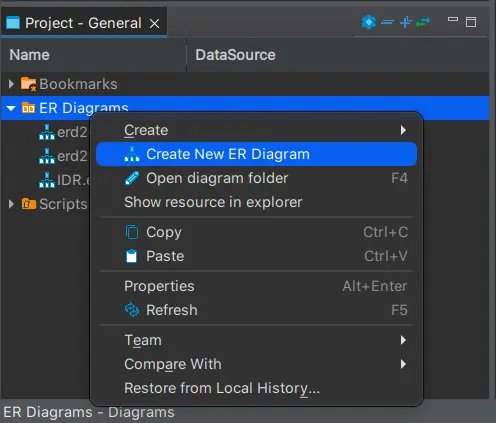 Project - General
Name DataSource
Bookmarks
ER Diagrams
erd2
erd2
IDR.
Scripts
Create
Create New ER Diagram
Open diagram folder F4
Show resource in explorer
Copy Ctrl+C
Paste Ctrl+V
Properties Alt+Enter
Refresh F5
Team
Compare With
Restore from Local History...
ER Diagrams - Diagrams